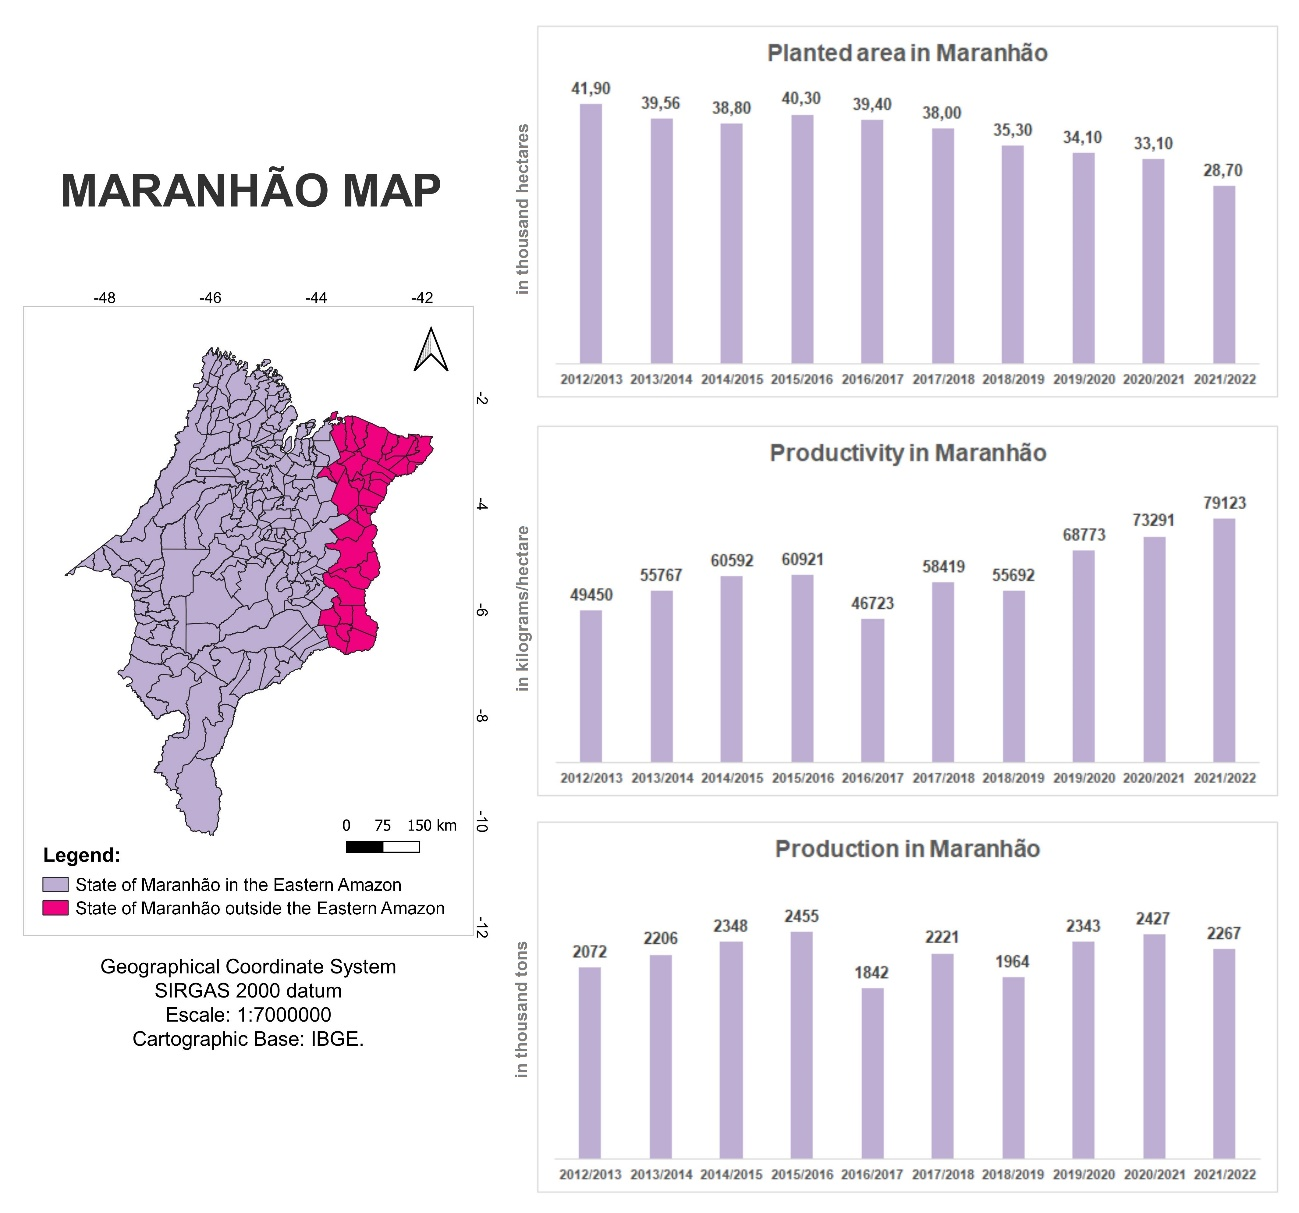 MARANHÃO MAP
-48 -46 -44 -42
-2
-4
-6
-8
-10
-12
0 75 150 km
Legend:
State of Maranhão in the Eastern Amazon
State of Maranhão outside the Eastern Amazon
Geographical Coordinate System
SIRGAS 2000 datum
Escale: 1:7000000
Cartographic Base: IBGE.
Planted area in Maranhão
in thousand hectares
41,90 39,56 38,80 40,30 39,40 38,00 35,30 34,10 33,10 28,70
2012/2013 2013/2014 2014/2015 2015/2016 2016/2017 2017/2018 2018/2019 2019/2020 2020/2021 2021/2022
Productivity in Maranhão
in kilograms/hectare
49450 55767 60592 60921 46723 58419 55692 68773 73291 79123
2012/2013 2013/2014 2014/2015 2015/2016 2016/2017 2017/2018 2018/2019 2019/2020 2020/2021 2021/2022
Production in Maranhão
in thousand tons
2072 2206 2348 2455 1842 2221 1964 2343 2427 2267
2012/2013 2013/2014 2014/2015 2015/2016 2016/2017 2017/2018 2018/2019 2019/2020 2020/2021 2021/2022